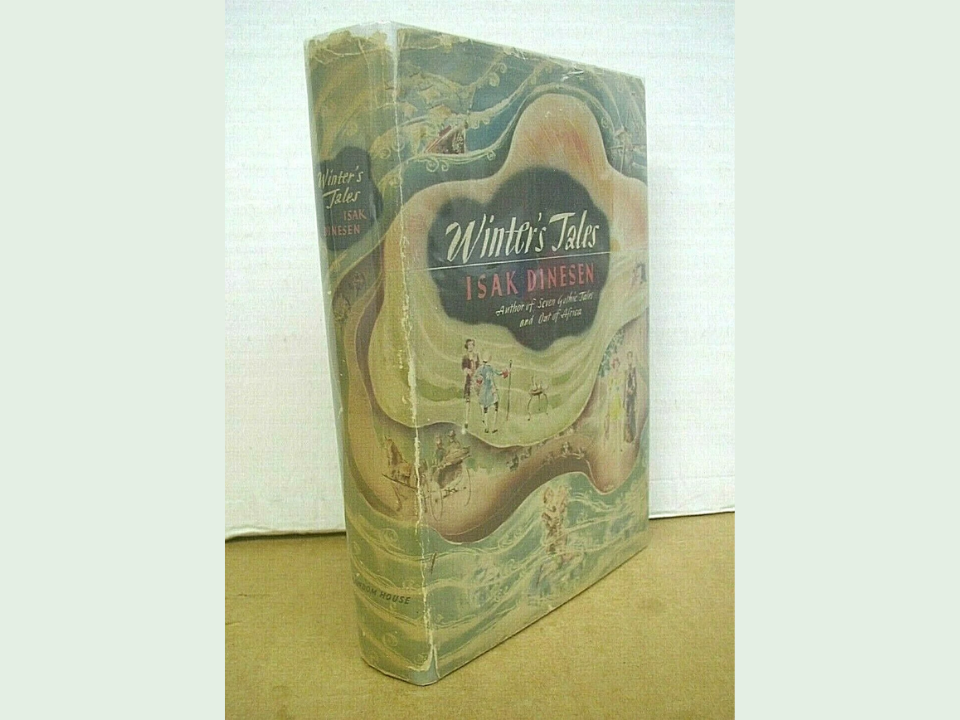 Winter's
Tales
ISAK
DINESEN
Winter's Tales
ISAK DINESEN
Author of Seven Gothic Tales
and Out of Africa
RANDOM HOUSE